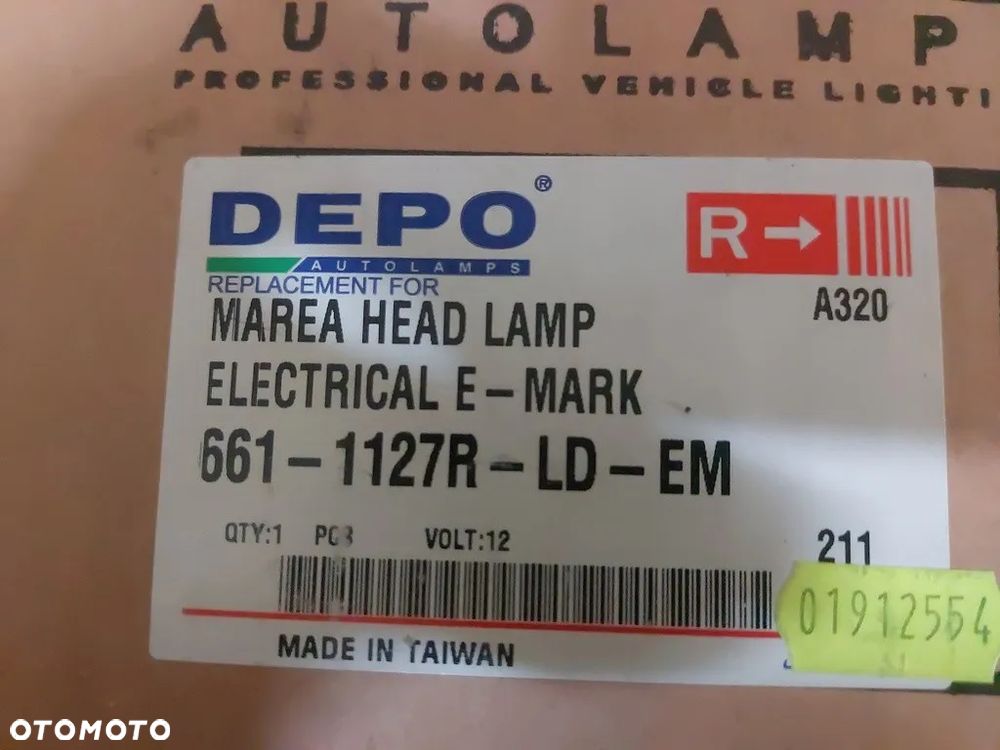 AUTOLAMP
PROFESSIONAL VEHICLE LIGHTI
DEPO®
AUTOLAMPS
REPLACEMENT FOR
R→
A320
MAREA HEAD LAMP
ELECTRICAL E-MARK
661-1127R-LD-EM
QTY:1 VOLT:12
211
01912554
MADE IN TAIWAN
OTOMOTO